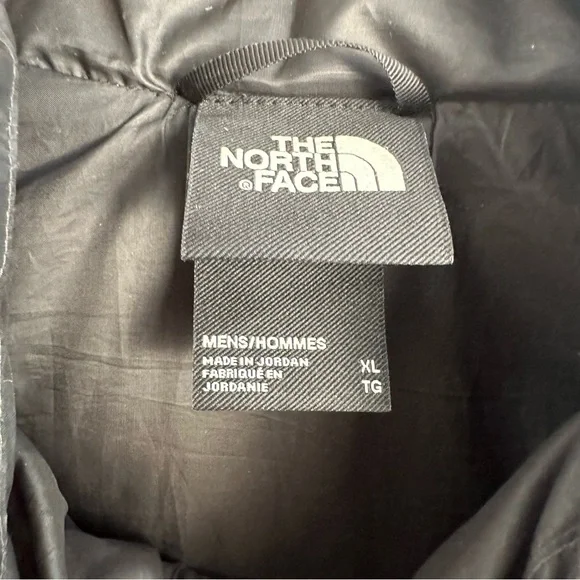 THE
NORTH
®FACE
MENS/HOMMES
MADE IN JORDAN
FABRIQUÉ EN
JORDANIE
XL
TG